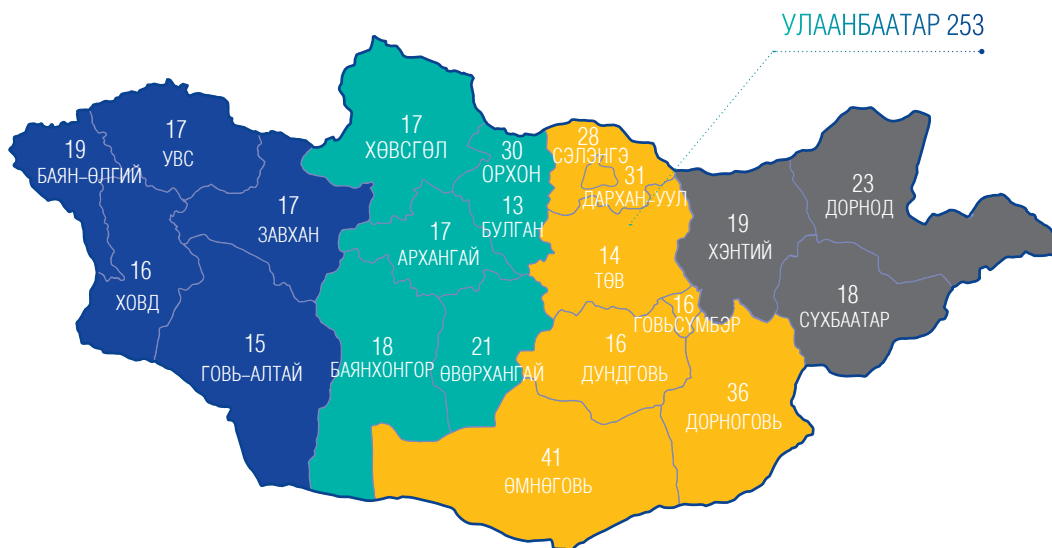 УЛААНБААТАР 253
17
ХӨВСГӨЛ
28
СЭЛЭНГЭ
19
БАЯН-ӨЛГИЙ
17
УВС
30
ОРХОН
31
ДАРХАН-УУЛ
23
ДОРНОД
17
ЗАВХАН
13
БУЛГАН
17
АРХАНГАЙ
19
ХЭНТИЙ
16
ХОВД
14
ТӨВ
16
ГОВЬСҮМБЭР
18
СҮХБААТАР
15
ГОВЬ-АЛТАЙ
18
БАЯНХОНГОР
21
ӨВӨРХАНГАЙ
16
ДУНДГОВЬ
36
ДОРНОГОВЬ
41
ӨМНӨГОВЬ